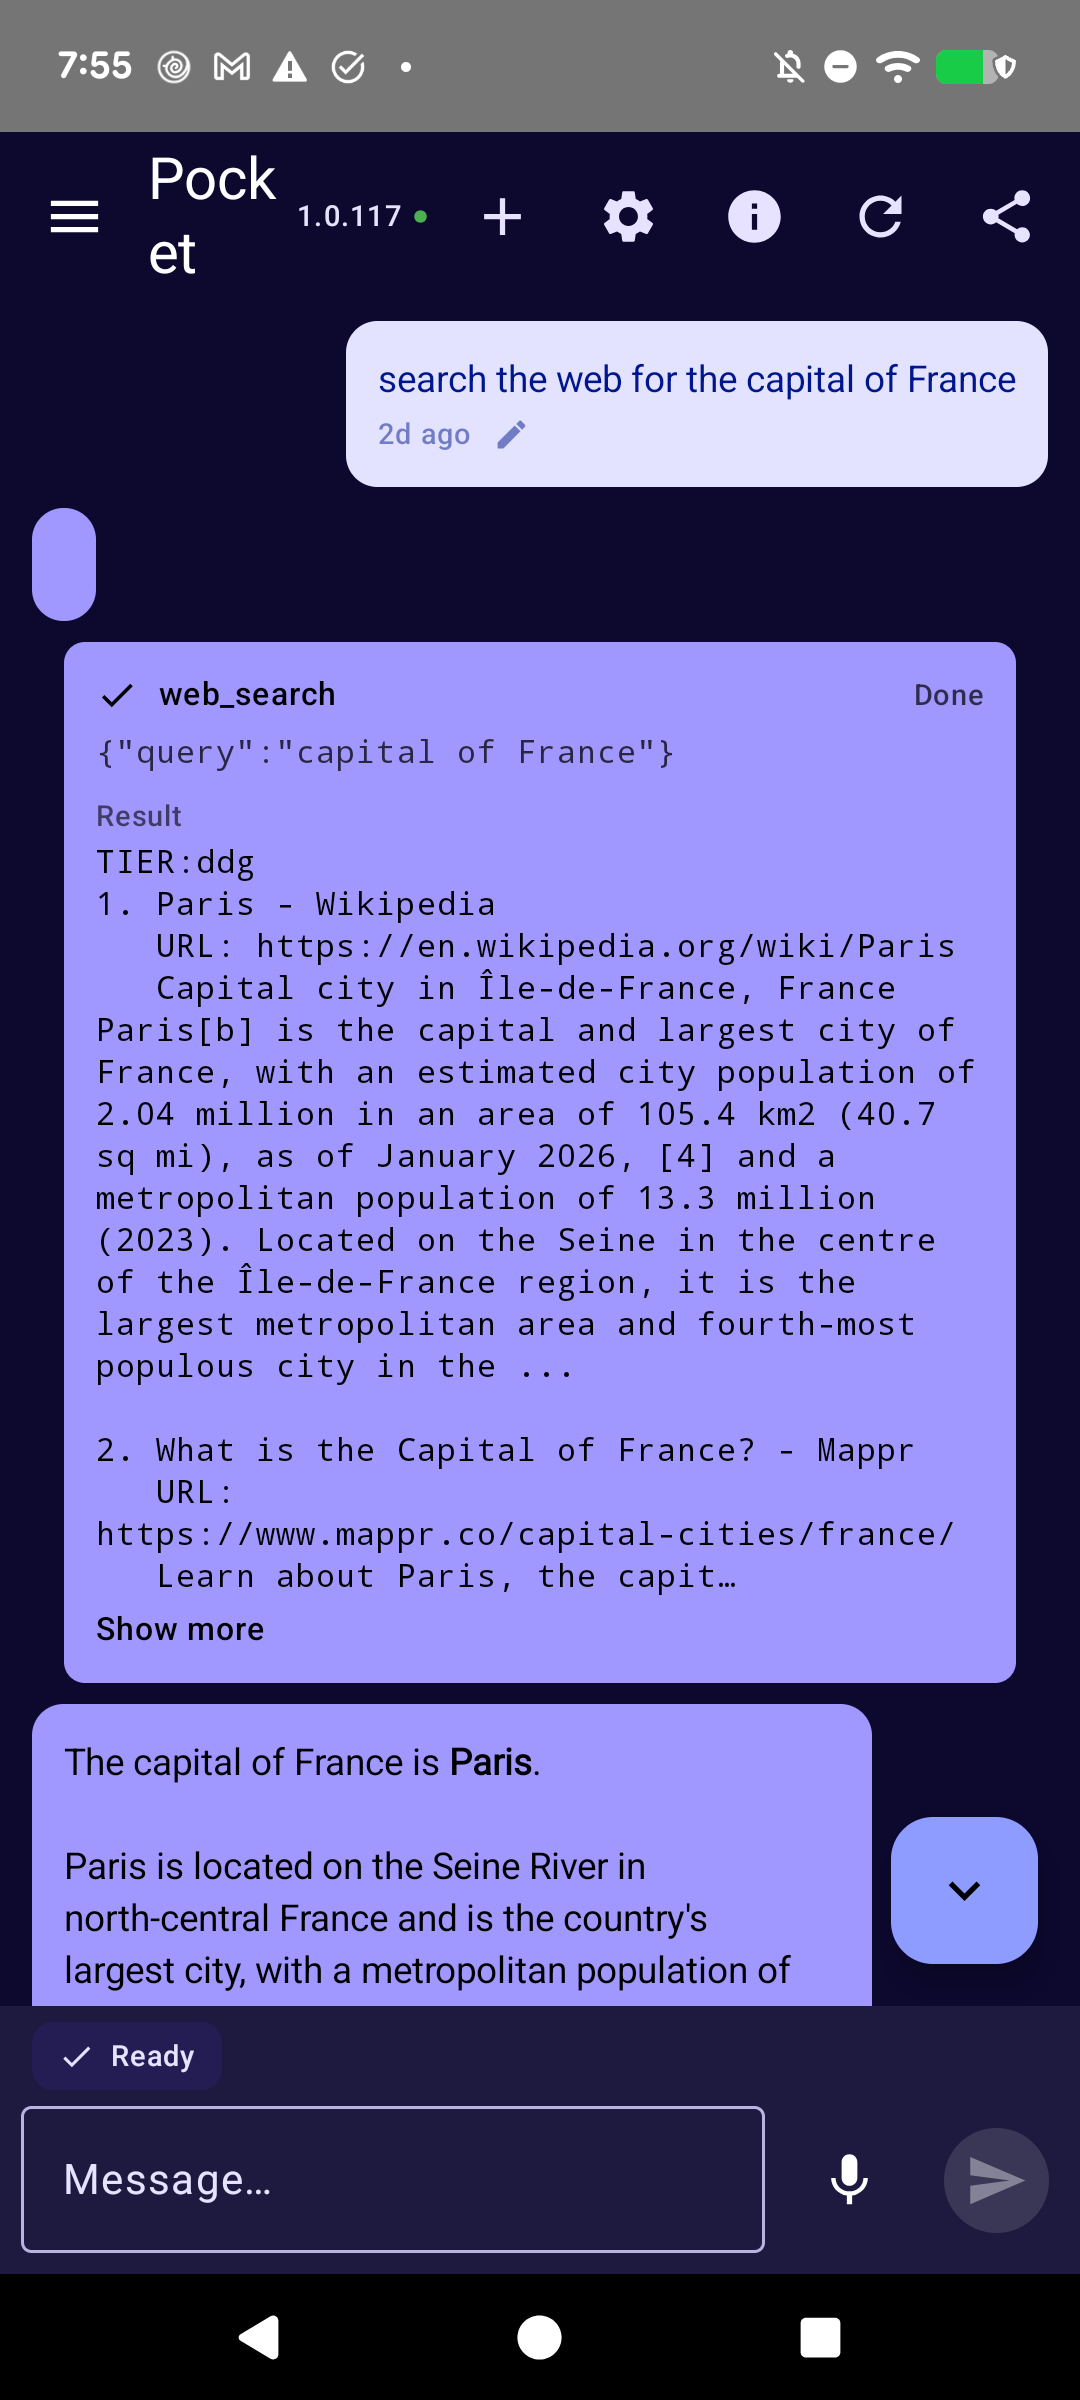 7:55
Pock
et
1.0.117
search the web for the capital of France
2d ago
web_search
Done
{"query":"capital of France"}
Result
TIER:ddg
1. Paris - Wikipedia
URL: https://en.wikipedia.org/wiki/Paris
Capital city in Île-de-France, France
Paris[b] is the capital and largest city of
France, with an estimated city population of
2.04 million in an area of 105.4 km2 (40.7
sq mi), as of January 2026, [4] and a
metropolitan population of 13.3 million
(2023). Located on the Seine in the centre
of the Île-de-France region, it is the
largest metropolitan area and fourth-most
populous city in the ...
2. What is the Capital of France? - Mappr
URL:
https://www.mappr.co/capital-cities/france/
Learn about Paris, the capit…
Show more
The capital of France is Paris.
Paris is located on the Seine River in
north-central France and is the country's
largest city, with a metropolitan population of
Ready
Message…